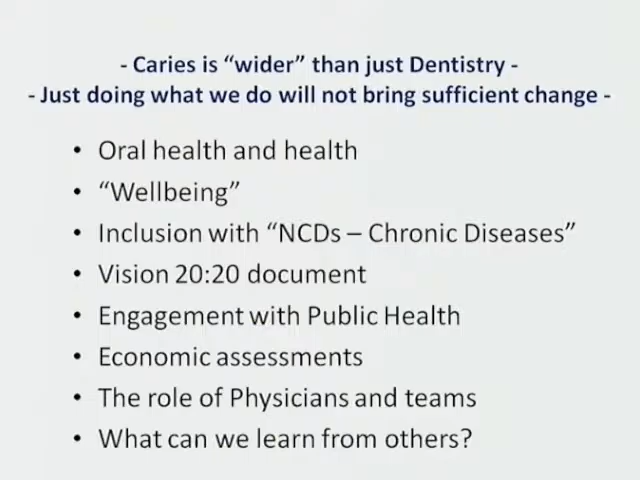 - Caries is “wider” than just Dentistry -
- Just doing what we do will not bring sufficient change -
• Oral health and health
• “Wellbeing”
• Inclusion with “NCDs – Chronic Diseases”
• Vision 20:20 document
• Engagement with Public Health
• Economic assessments
• The role of Physicians and teams
• What can we learn from others?